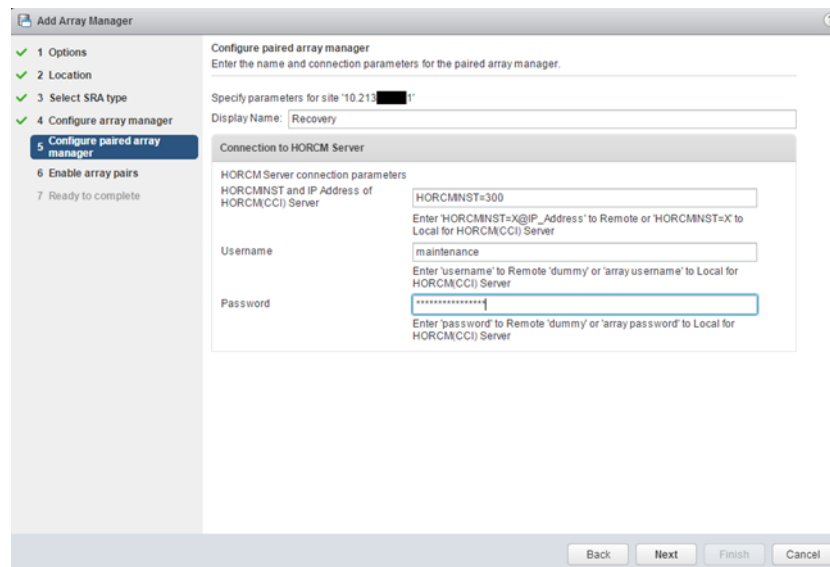 Add Array Manager
1 Options
2 Location
3 Select SRA type
4 Configure array manager
5 Configure paired array
manager
6 Enable array pairs
7 Ready to complete
Configure paired array manager
Enter the name and connection parameters for the paired array manager.
Specify parameters for site '10.213 1'
Display Name: Recovery
Connection to HORCM Server
HORCM Server connection parameters
HORCMINST and IP Address of
HORCM(CCI) Server
HORCMINST=300
Enter 'HORCMINST=X@IP_Address' to Remote or 'HORCMINST=X' to
Local for HORCM(CCI) Server
Username
maintenance
Enter 'username' to Remote 'dummy' or 'array username' to Local for
HORCM(CCI) Server
Password
****************
Enter 'password' to Remote 'dummy' or 'array password' to Local for
HORCM(CCI) Server
Back Next Finish Cancel